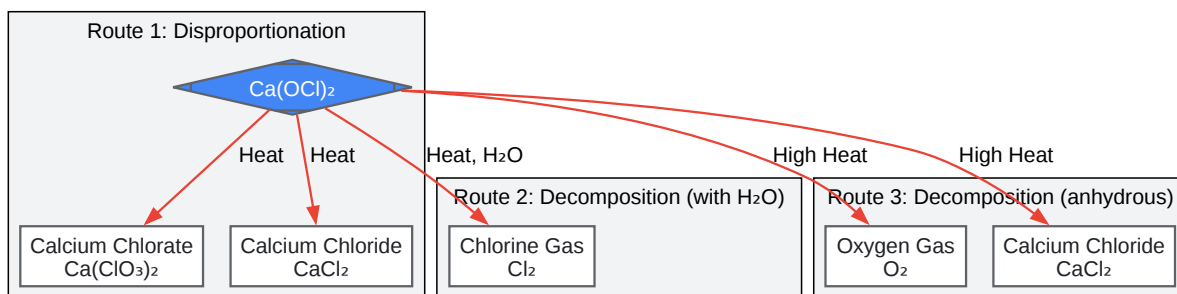 Route 1: Disproportionation
Ca(OCl)₂
Heat
Heat
Heat, H₂O
High Heat
High Heat
Route 2: Decomposition (with H₂O)
Route 3: Decomposition (anhydrous)
Calcium Chlorate
Ca(ClO₃)₂
Calcium Chloride
CaCl₂
Chlorine Gas
Cl₂
Oxygen Gas
O₂
Calcium Chloride
CaCl₂